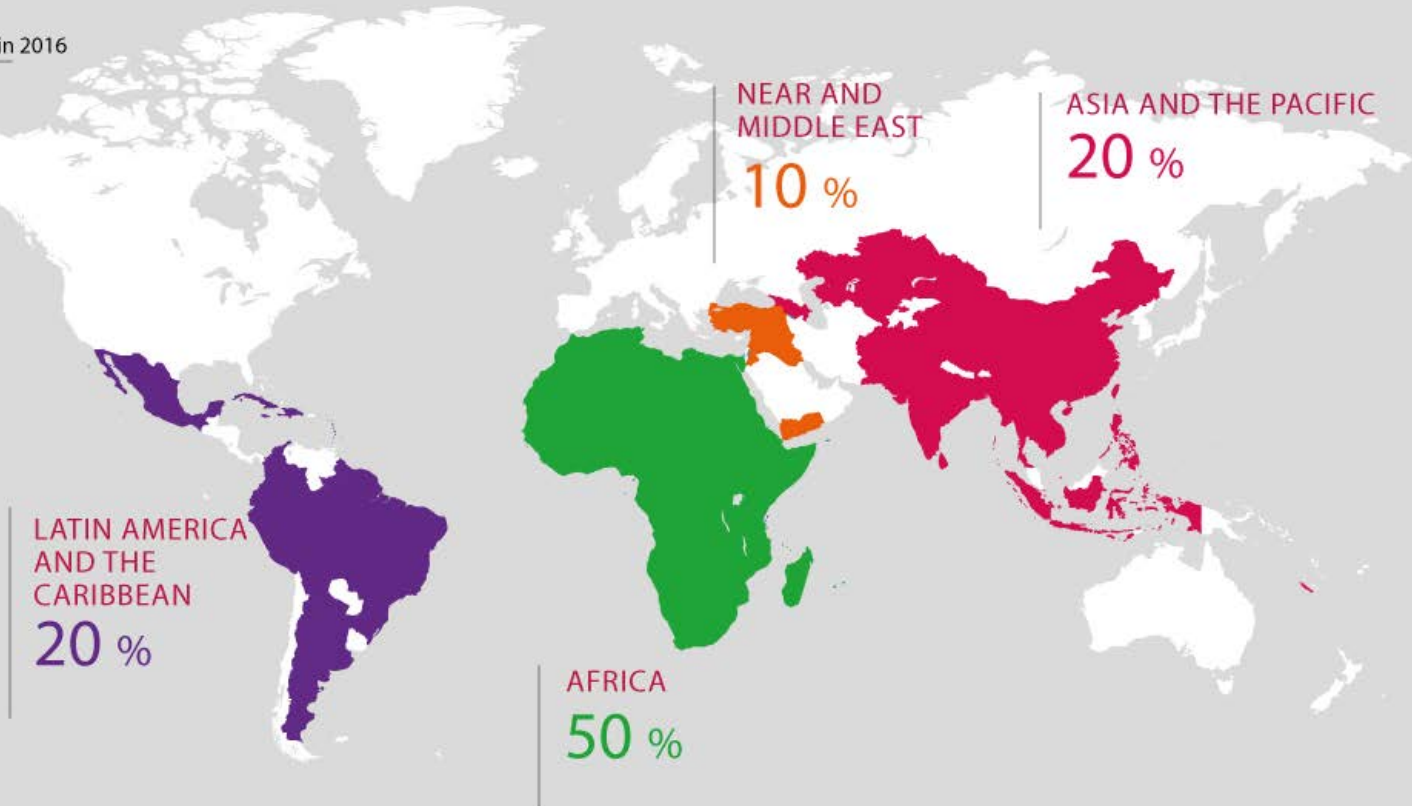 in 2016
NEAR AND
MIDDLE EAST
10 %
ASIA AND THE PACIFIC
20 %
LATIN AMERICA
AND THE
CARIBBEAN
20 %
AFRICA
50 %